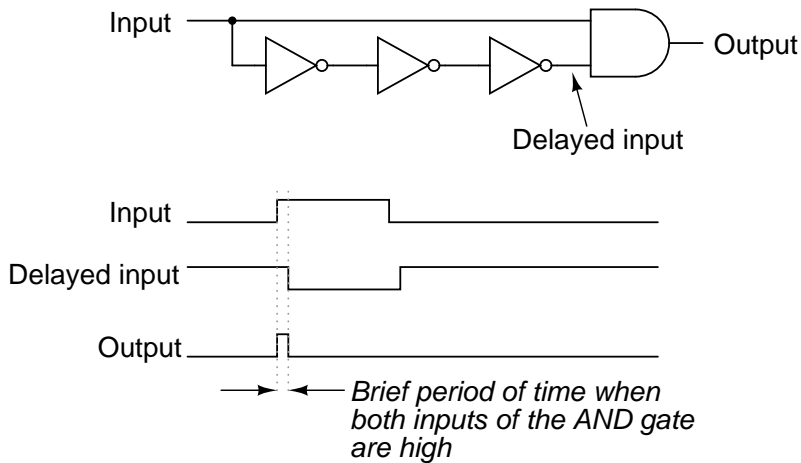 Input
Output
Delayed input
Input
Delayed input
Output
Brief period of time when
both inputs of the AND gate
are high